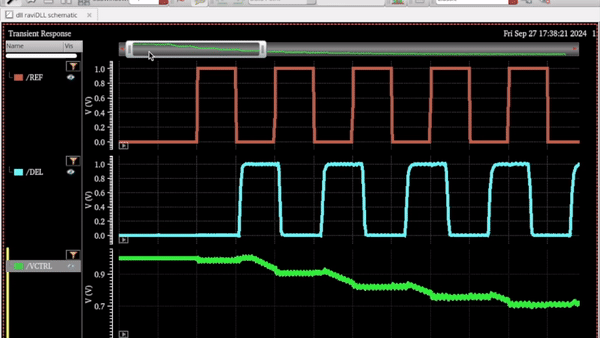 dll raviDLL schematic
Transient Response
Fri Sep 27 17:38:21 2024 1
Name Vis
/REF
V (V)
1.0
0.8
0.6
0.4
0.2
0.0
/DEL
V (V)
1.0
0.8
0.6
0.4
0.2
0.0
/VCTRL
V (V)
0.9
0.7